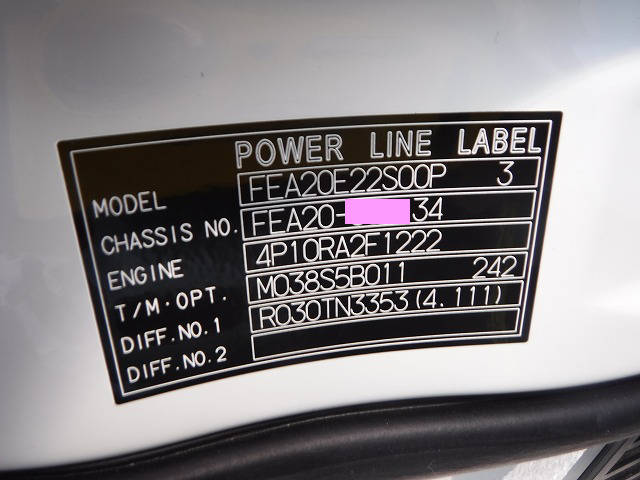 POWER LINE LABEL
MODEL FEA20E22S00P 3
CHASSIS NO. FEA20- 34
ENGINE 4P10RA2F1222
T/M·OPT. M038S5B011 242
DIFF.NO.1 R030TN3353(4.111)
DIFF.NO.2